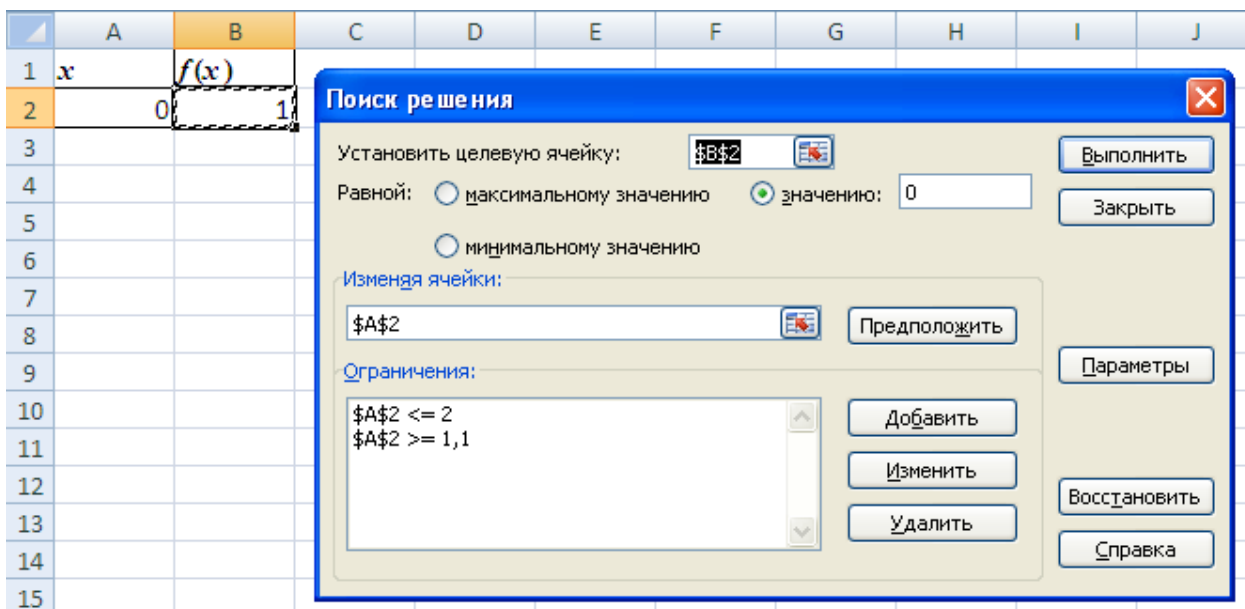 A B C D E F G H I J
1 x f(x)
2 0 1
3
4
5
6
7
8
9
10
11
12
13
14
15
Поиск решения
Установить целевую ячейку: $B$2
Равной: максимальному значению значению: 0
минимальному значению
Изменяя ячейки:
$A$2
Предположить
Ограничения:
$A$2 <= 2
$A$2 >= 1,1
Добавить
Изменить
Удалить
Выполнить
Закрыть
Параметры
Восстановить
Справка